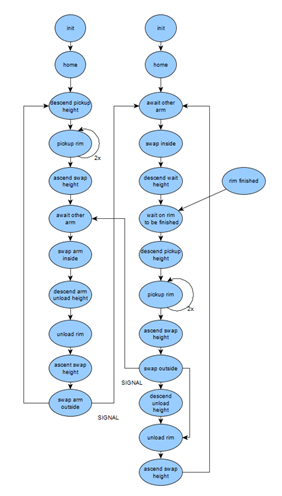 init
home
descend pickup
height
pickup rim
2x
ascend swap
height
await other
arm
swap arm
inside
descend arm
unload height
unload rim
ascent swap
height
swap arm
outside
SIGNAL
init
home
await other
arm
swap inside
descend wait
height
wait on rim
to be finished
rim finished
descend pickup
height
pickup rim
2x
ascend swap
height
swap outside
SIGNAL
descend
unload
height
unload rim
ascend swap
height